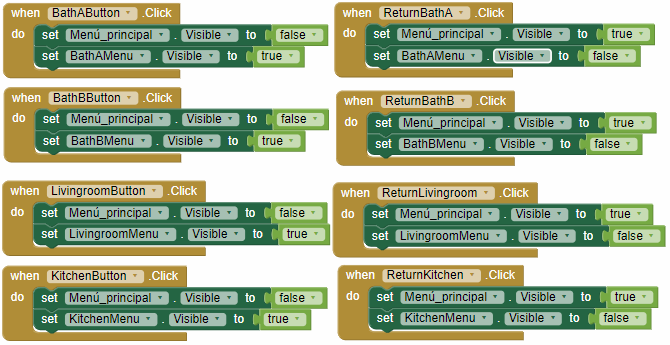 when BathAButton .Click
do set Menú_principal . Visible to false
set BathAMenu . Visible to true
when ReturnBathA .Click
do set Menú_principal . Visible to true
set BathAMenu . Visible to false
when BathBButton .Click
do set Menú_principal . Visible to false
set BathBMenu . Visible to true
when ReturnBathB .Click
do set Menú_principal . Visible to true
set BathBMenu . Visible to false
when LivingroomButton .Click
do set Menú_principal . Visible to false
set LivingroomMenu . Visible to true
when ReturnLivingroom .Click
do set Menú_principal . Visible to true
set LivingroomMenu . Visible to false
when KitchenButton .Click
do set Menú_principal . Visible to false
set KitchenMenu . Visible to true
when ReturnKitchen .Click
do set Menú_principal . Visible to true
set KitchenMenu . Visible to false